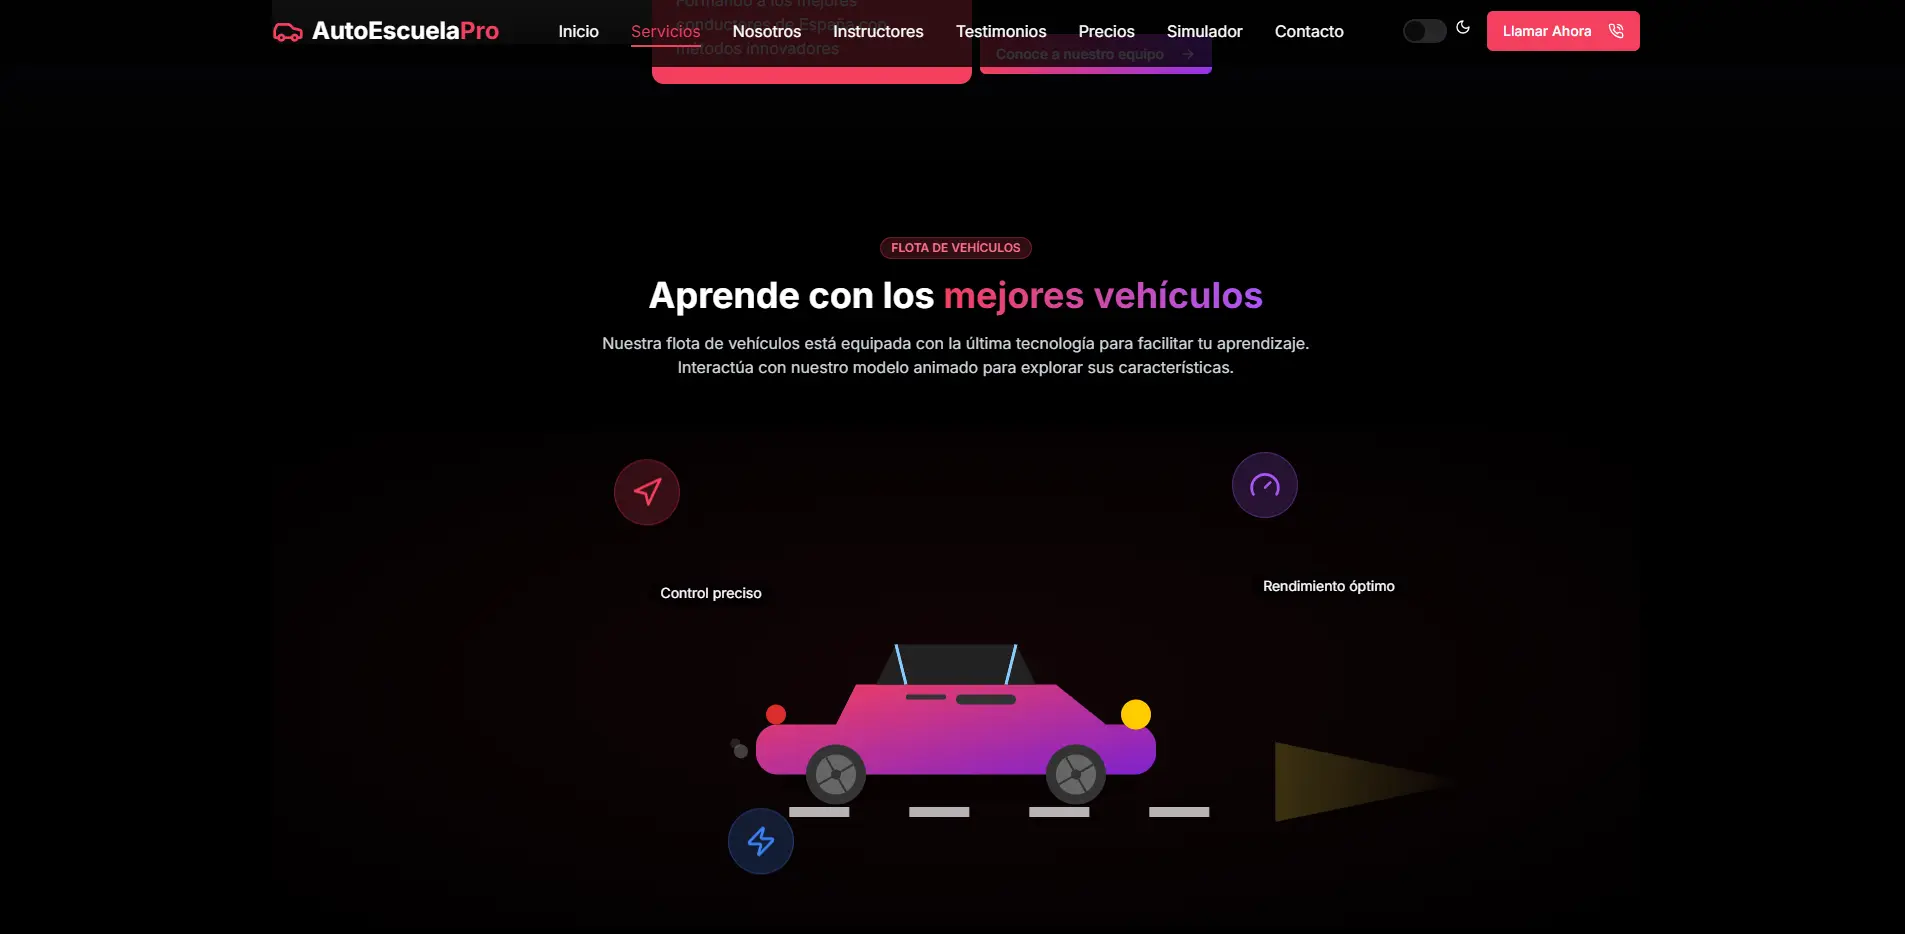 Formando a los mejores
conductores de España con
métodos innovadores
AutoEscuelaPro
Inicio
Servicios
Nosotros
Instructores
Testimonios
Precios
Simulador
Contacto
Llamar Ahora
Conoce a nuestro equipo
FLOTA DE VEHÍCULOS
Aprende con los mejores vehículos
Nuestra flota de vehículos está equipada con la última tecnología para facilitar tu aprendizaje.
Interactúa con nuestro modelo animado para explorar sus características.
Control preciso
Rendimiento óptimo